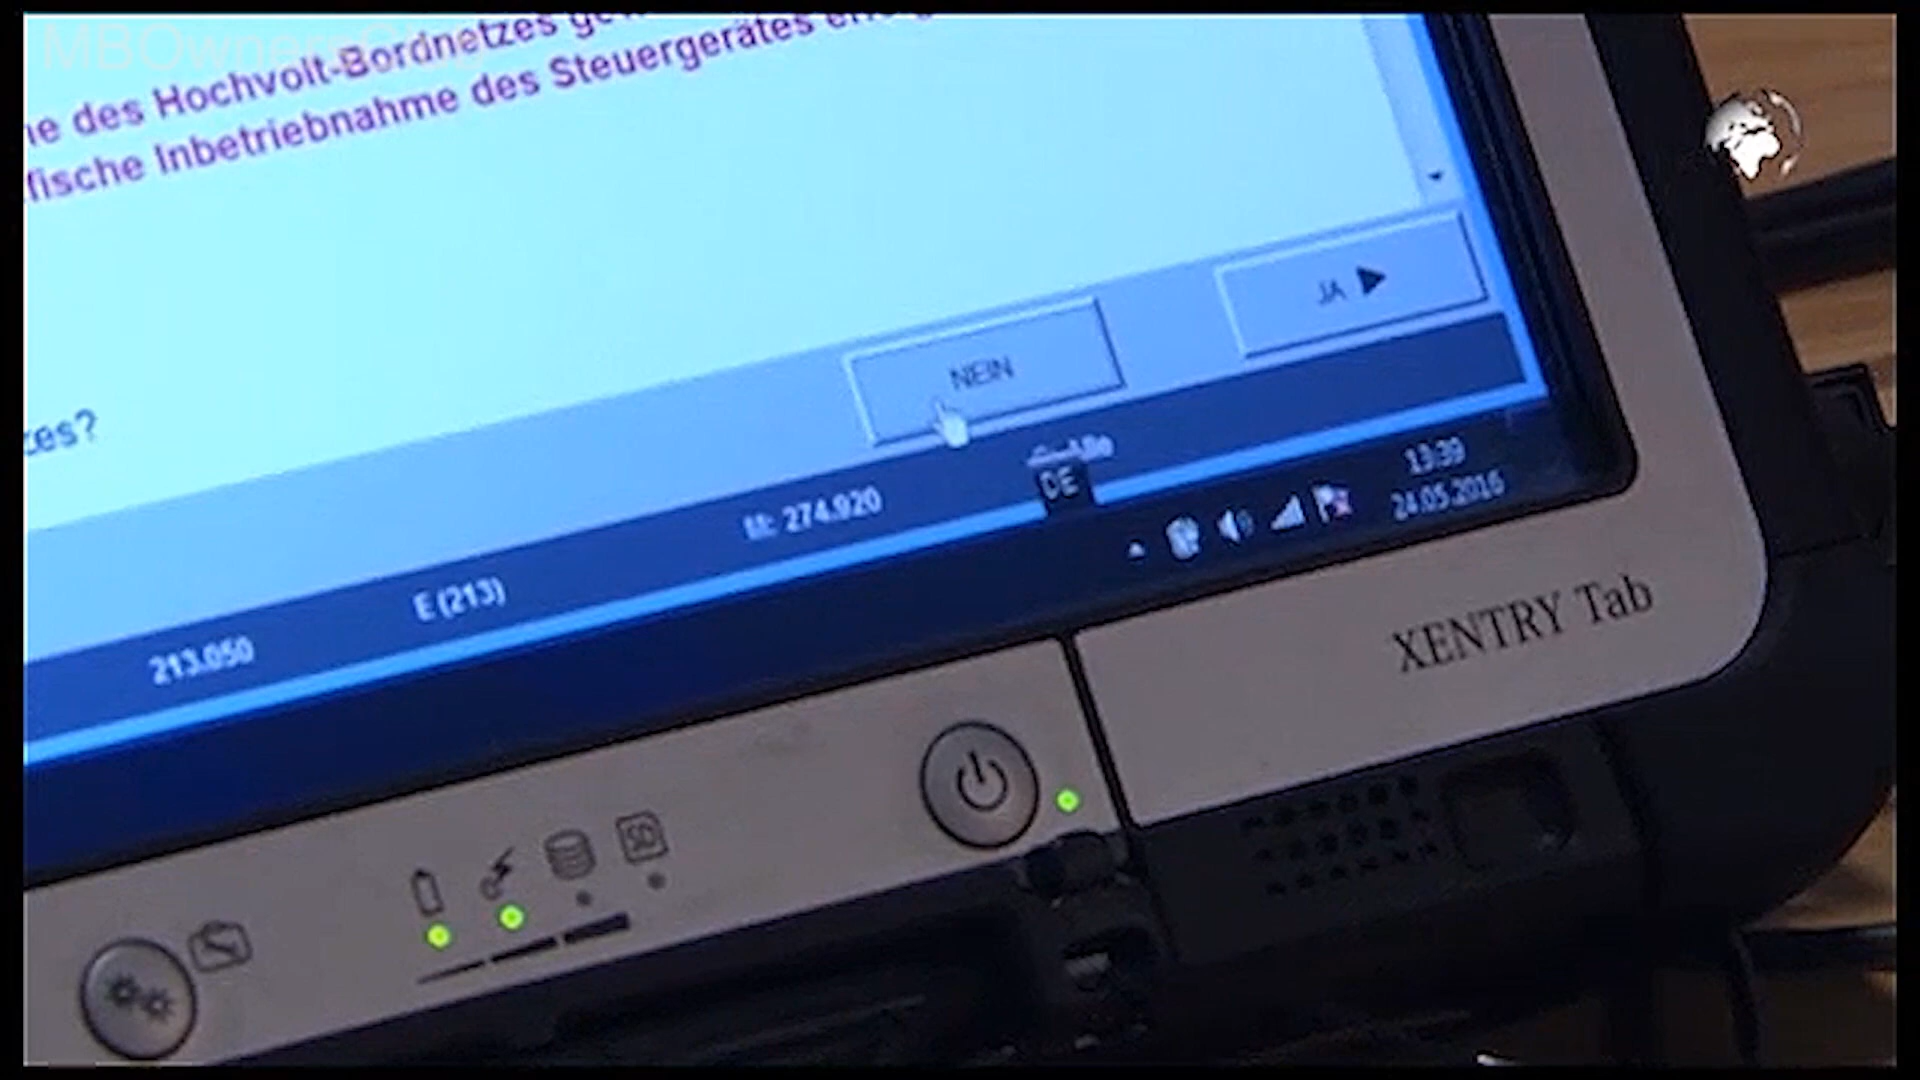 MBOwners
des Hochvolt-Bordnetzes
fische Inbetriebnahme des Steuergerätes
zes?
NEIN
JA
213.050
E (213)
M: 274.920
DE
13:39
24.05.2016
XENTRY Tab
SD